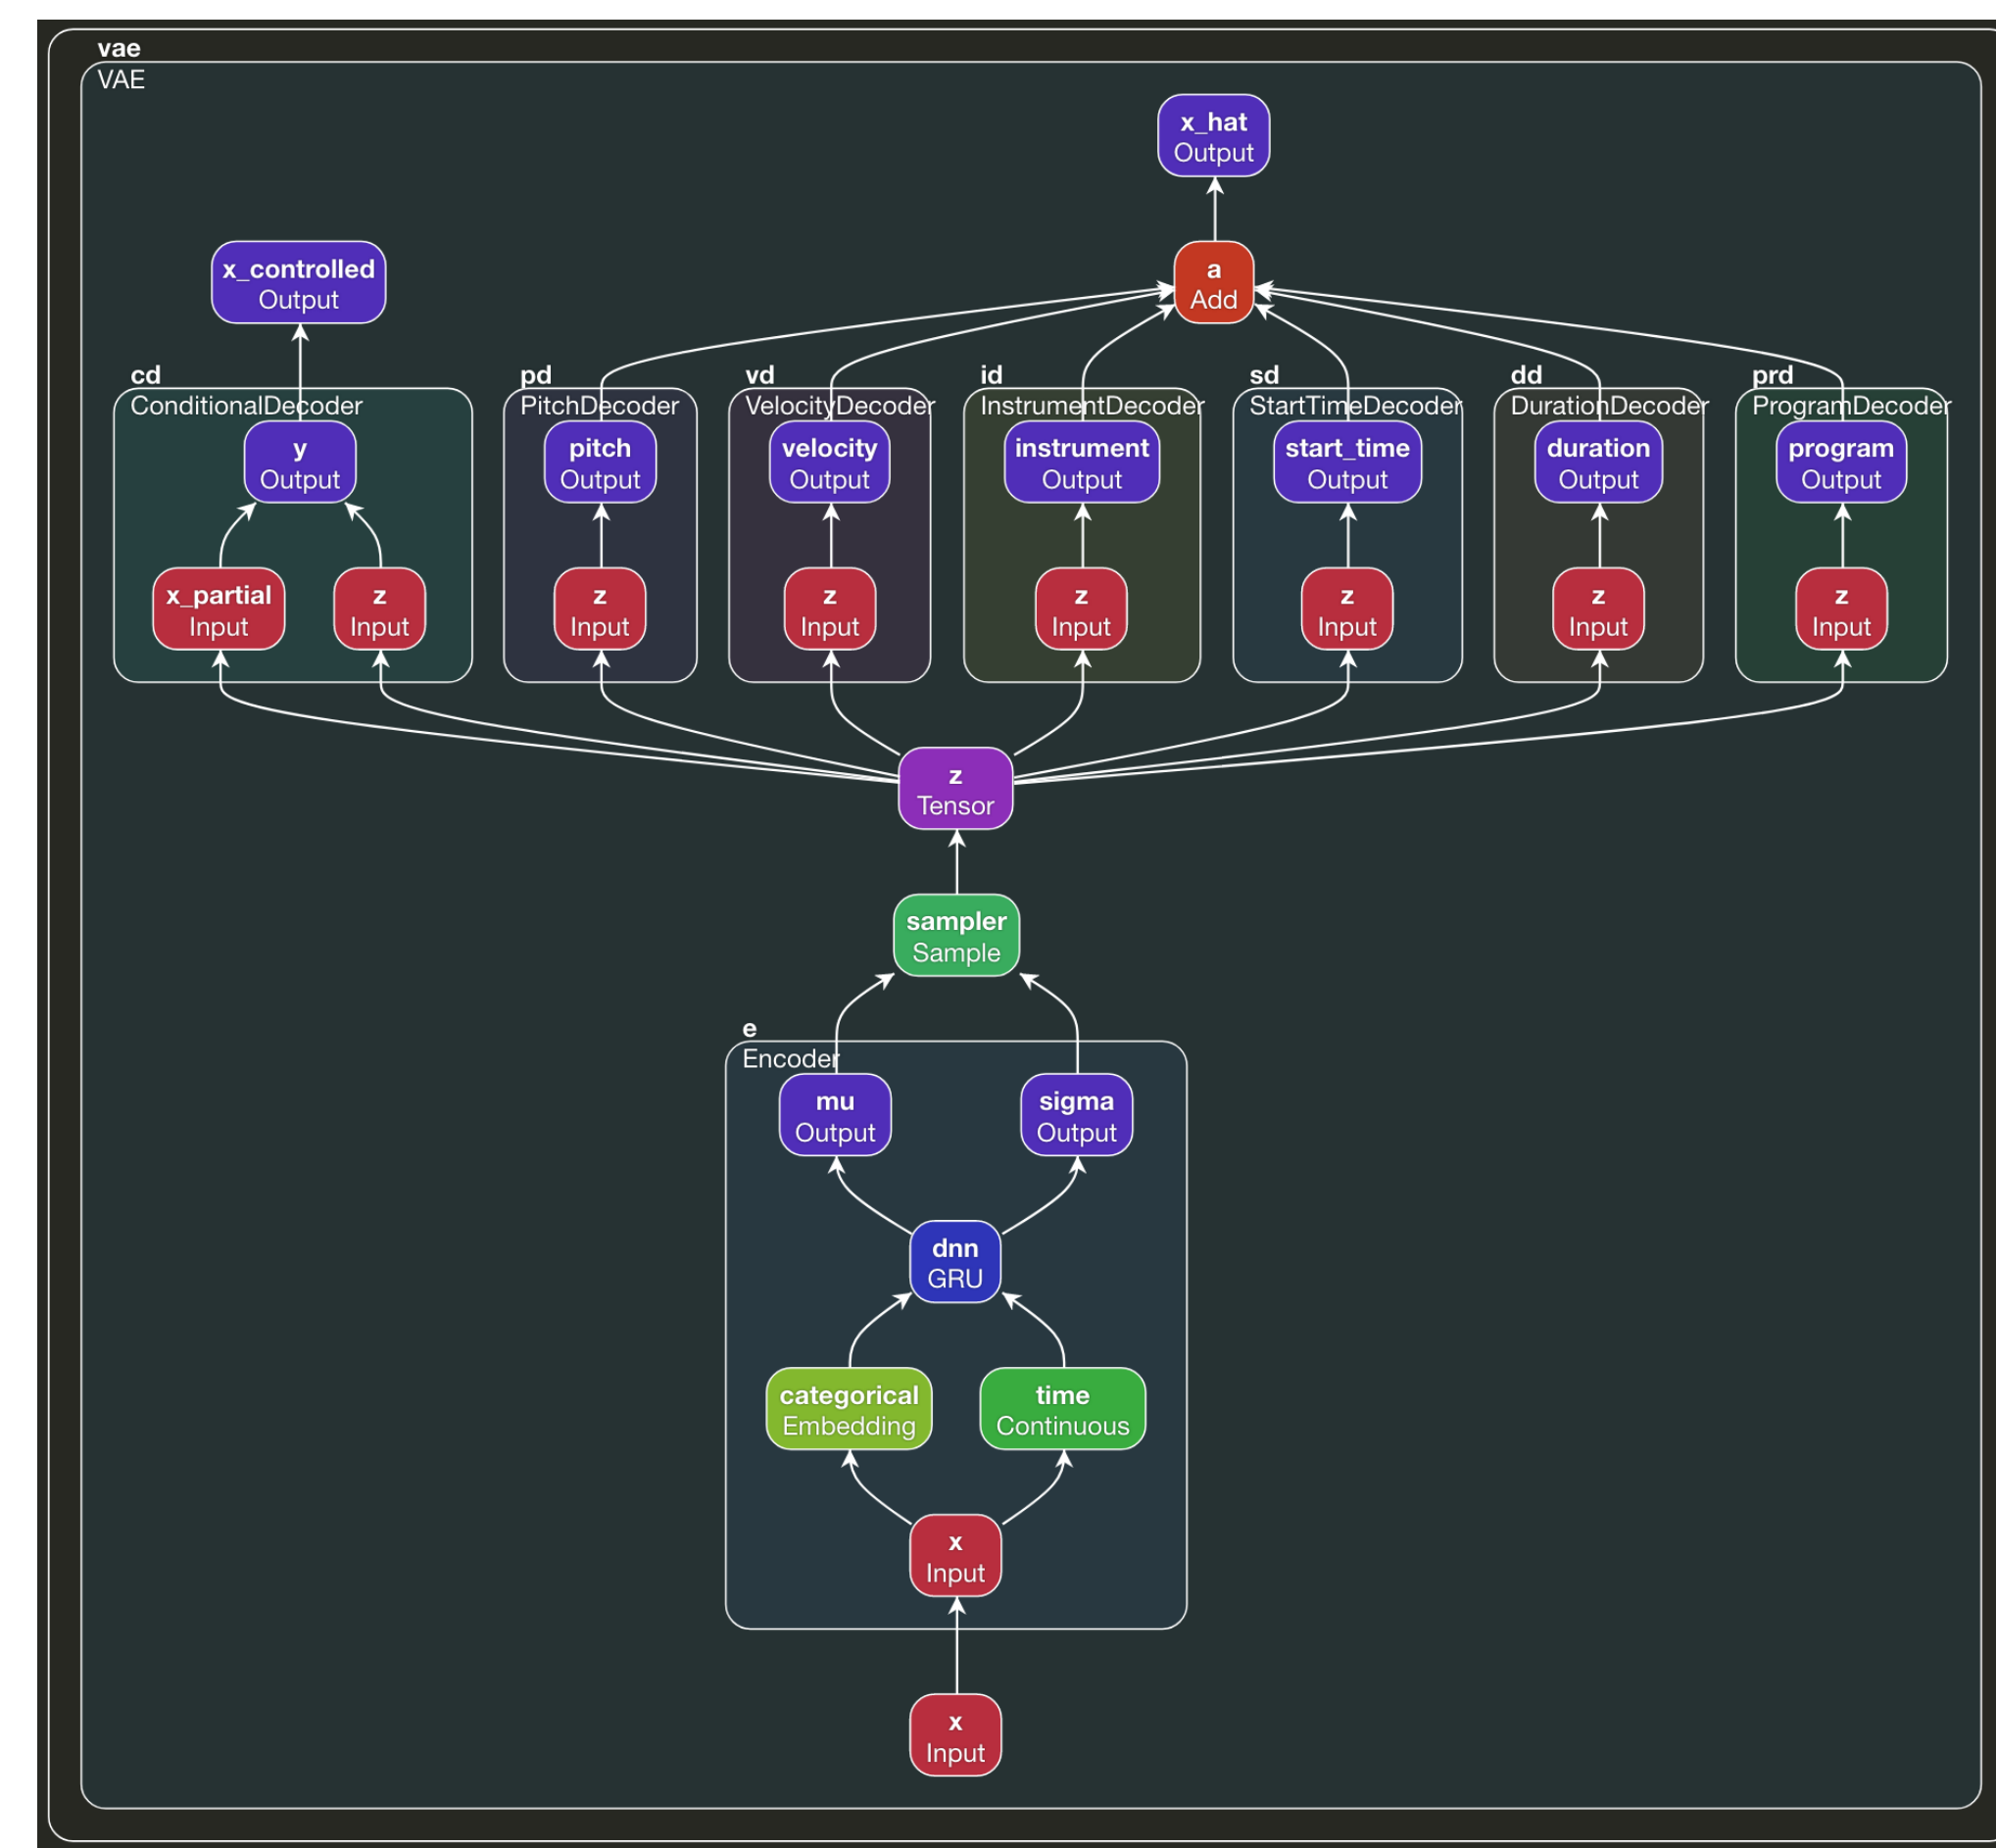 vae
VAE
x_hat
Output
x_controlled
Output
a
Add
cd
ConditionalDecoder
pd
PitchDecoder
vd
VelocityDecoder
id
InstrumentDecoder
sd
StartTimeDecoder
dd
DurationDecoder
prd
ProgramDecoder
y
Output
pitch
Output
velocity
Output
instrument
Output
start_time
Output
duration
Output
program
Output
x_partial
Input
z
Input
z
Input
z
Input
z
Input
z
Input
z
Input
z
Input
z
Tensor
sampler
Sample
e
Encoder
mu
Output
sigma
Output
dnn
GRU
categorical
Embedding
time
Continuous
x
Input
x
Input